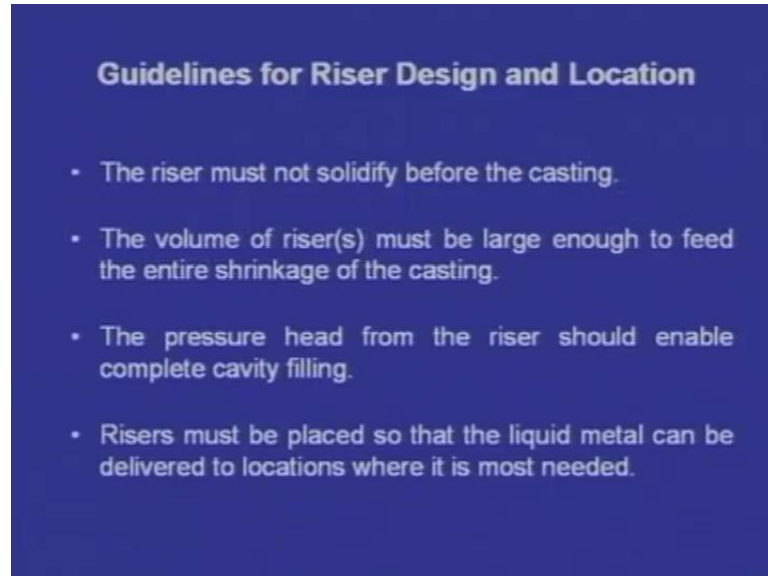 Guidelines for Riser Design and Location
• The riser must not solidify before the casting.
• The volume of riser(s) must be large enough to feed
the entire shrinkage of the casting.
• The pressure head from the riser should enable
complete cavity filling.
• Risers must be placed so that the liquid metal can be
delivered to locations where it is most needed.